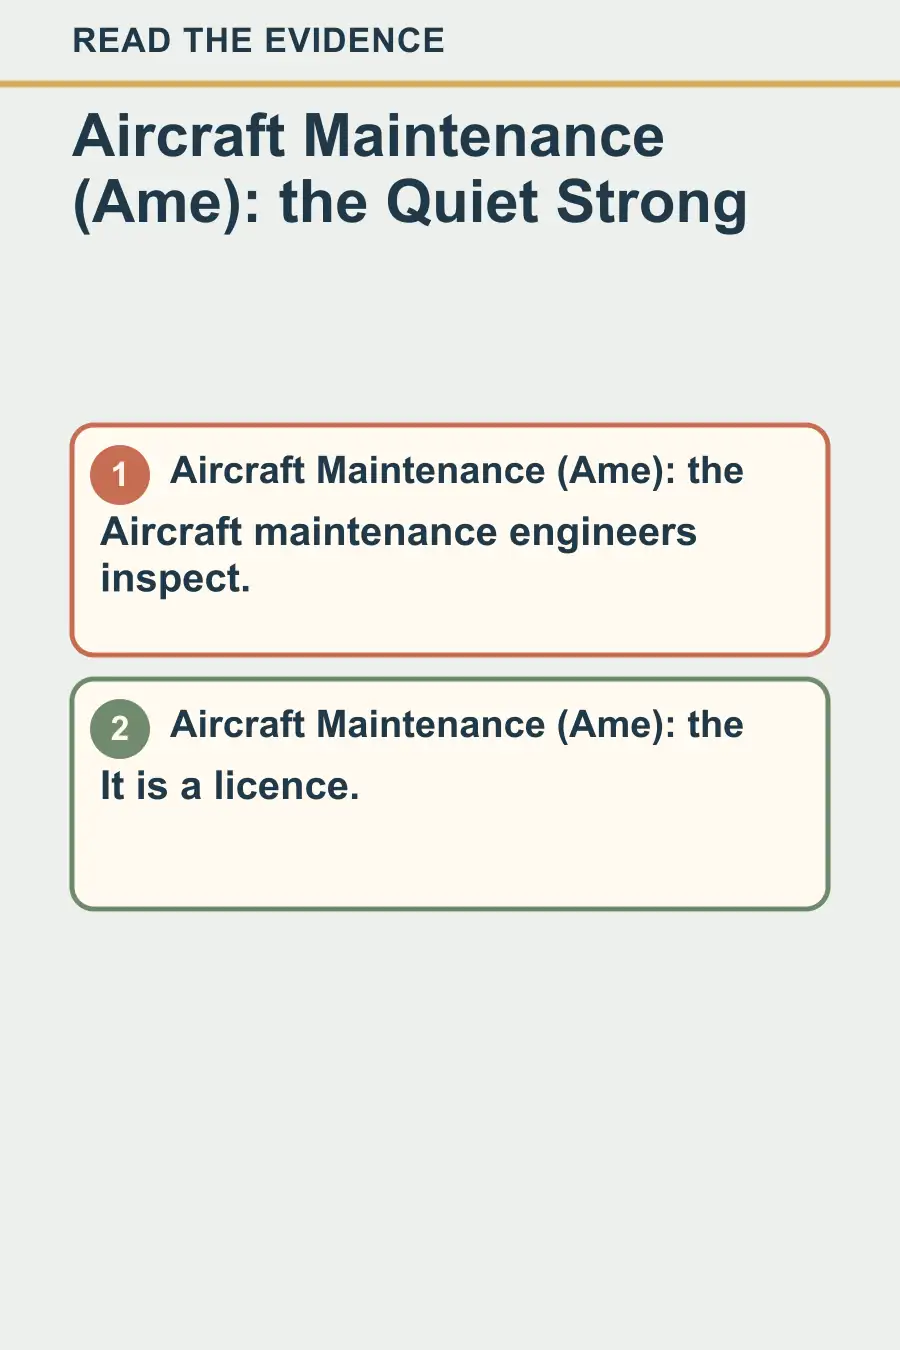 READ THE EVIDENCE
Aircraft Maintenance
(Ame): the Quiet Strong
1 Aircraft Maintenance (Ame): the
Aircraft maintenance engineers
inspect.
2 Aircraft Maintenance (Ame): the
It is a licence.